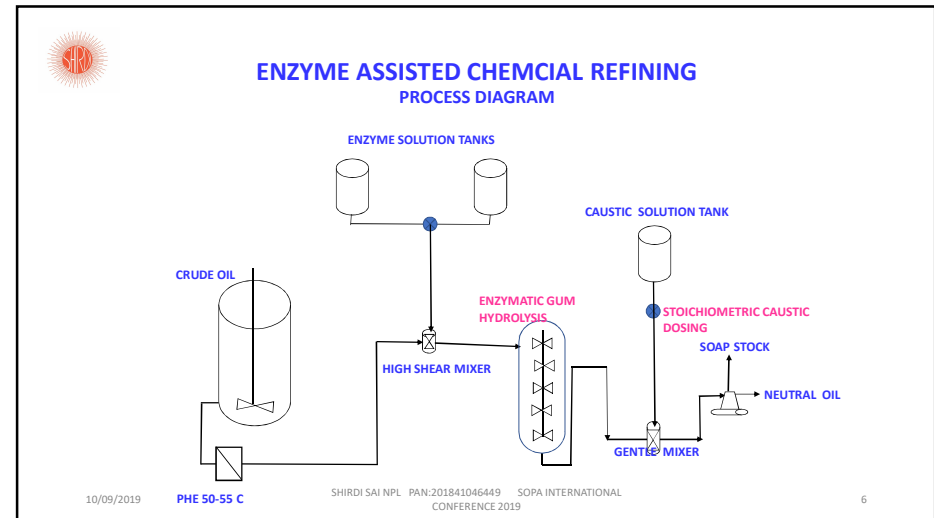 SHRD
ENZYME ASSISTED CHEMCIAL REFINING
PROCESS DIAGRAM
ENZYME SOLUTION TANKS
CAUSTIC SOLUTION TANK
CRUDE OIL
ENZYMATIC GUM
HYDROLYSIS
STOICHIOMETRIC CAUSTIC
DOSING
SOAP STOCK
HIGH SHEAR MIXER
NEUTRAL OIL
GENTLE MIXER
10/09/2019
PHE 50-55 C
SHIRDI SAI NPL PAN:201841046449 SOPA INTERNATIONAL
CONFERENCE 2019
6